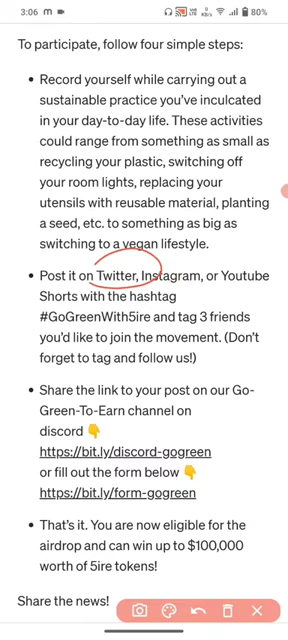 3:06 m
80%
To participate, follow four simple steps:
• Record yourself while carrying out a
sustainable practice you've inculcated
in your day-to-day life. These activities
could range from something as small as
recycling your plastic, switching off
your room lights, replacing your
utensils with reusable material, planting
a seed, etc. to something as big as
switching to a vegan lifestyle.
• Post it on Twitter, Instagram, or Youtube
Shorts with the hashtag
#GoGreenWith5ire and tag 3 friends
you'd like to join the movement. (Don't
forget to tag and follow us!)
• Share the link to your post on our Go-
Green-To-Earn channel on
discord 👇
https://bit.ly/discord-gogreen
or fill out the form below 👇
https://bit.ly/form-gogreen
• That's it. You are now eligible for the
airdrop and can win up to $100,000
worth of 5ire tokens!
Share the news!